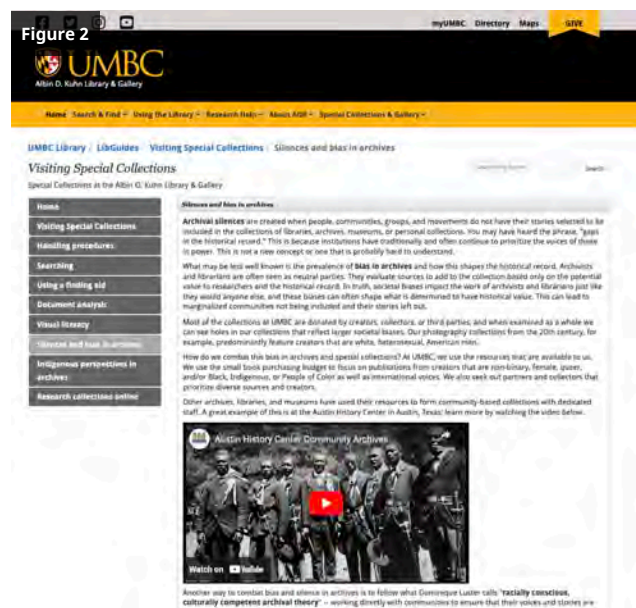 Figure 2
myUMBC Directory Maps GIVE
UMBC
Albin O. Kuhn Library & Gallery
Home Search & Find Using the Library Research Help About AOK Special Collections & Gallery
UMBC Library / LibGuides / Visiting Special Collections / Silences and bias in archives
Visiting Special Collections
Search
Special Collections at the Albin O. Kuhn Library & Gallery
Home
Visiting Special Collections
Handling procedures
Searching
Using a finding aid
Document analysis
Visual literacy
Silences and bias in archives
Indigenous perspectives in
archives
Research collections online
Silences and bias in archives
Archival silences are created when people, communities, groups, and movements do not have their stories selected to be
included in the collections of libraries, archives, museums, or personal collections. You may have heard the phrase, "gaps
in the historical record." This is because institutions have traditionally and often continue to prioritize the voices of those
in power. This is not a new concept or one that is probably hard to understand.
What may be less well known is the prevalence of bias in archives and how this shapes the historical record. Archivists
and librarians are often seen as neutral parties. They evaluate sources to add to the collection based only on the potential
value to researchers and the historical record. In truth, societal biases impact the work of archivists and librarians just like
they would anyone else, and these biases can often shape what is determined to have historical value. This can lead to
marginalized communities not being included and their stories left out.
Most of the collections at UMBC are donated by creators, collectors, or third parties, and when examined as a whole we
can see holes in our collections that reflect larger societal biases. Our photography collections from the 20th century, for
example, predominantly feature creators that are white, heterosexual, American men.
How do we combat this bias in archives and special collections? At UMBC, we use the resources that are available to us.
We use the small book purchasing budget to focus on publications from creators that are non-binary, female, queer,
and/or Black, Indigenous, or People of Color as well as international voices. We also seek out partners and collectors that
prioritize diverse sources and creators.
Other archives, libraries, and museums have used their resources to form community-based collections with dedicated
staff. A great example of this is at the Austin History Center in Austin, Texas; learn more by watching the video below.
Austin History Center Community Archives
Watch on YouTube
Another way to combat bias and silence in archives is to follow what Dominique Luster calls "racially conscious,
culturally competent archival theory" – working directly with communities to ensure that their voices and stories are